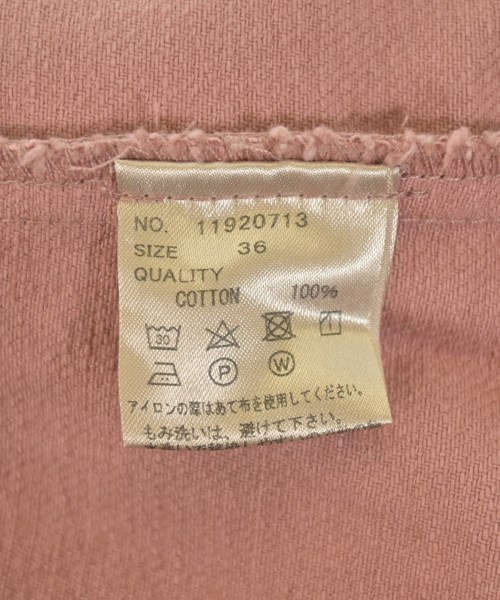 NO. 11920713
SIZE 36
QUALITY
COTTON 100%
30
P W
アイロンの際はあて布を使用してください。
もみ洗いは、避けて下さい。